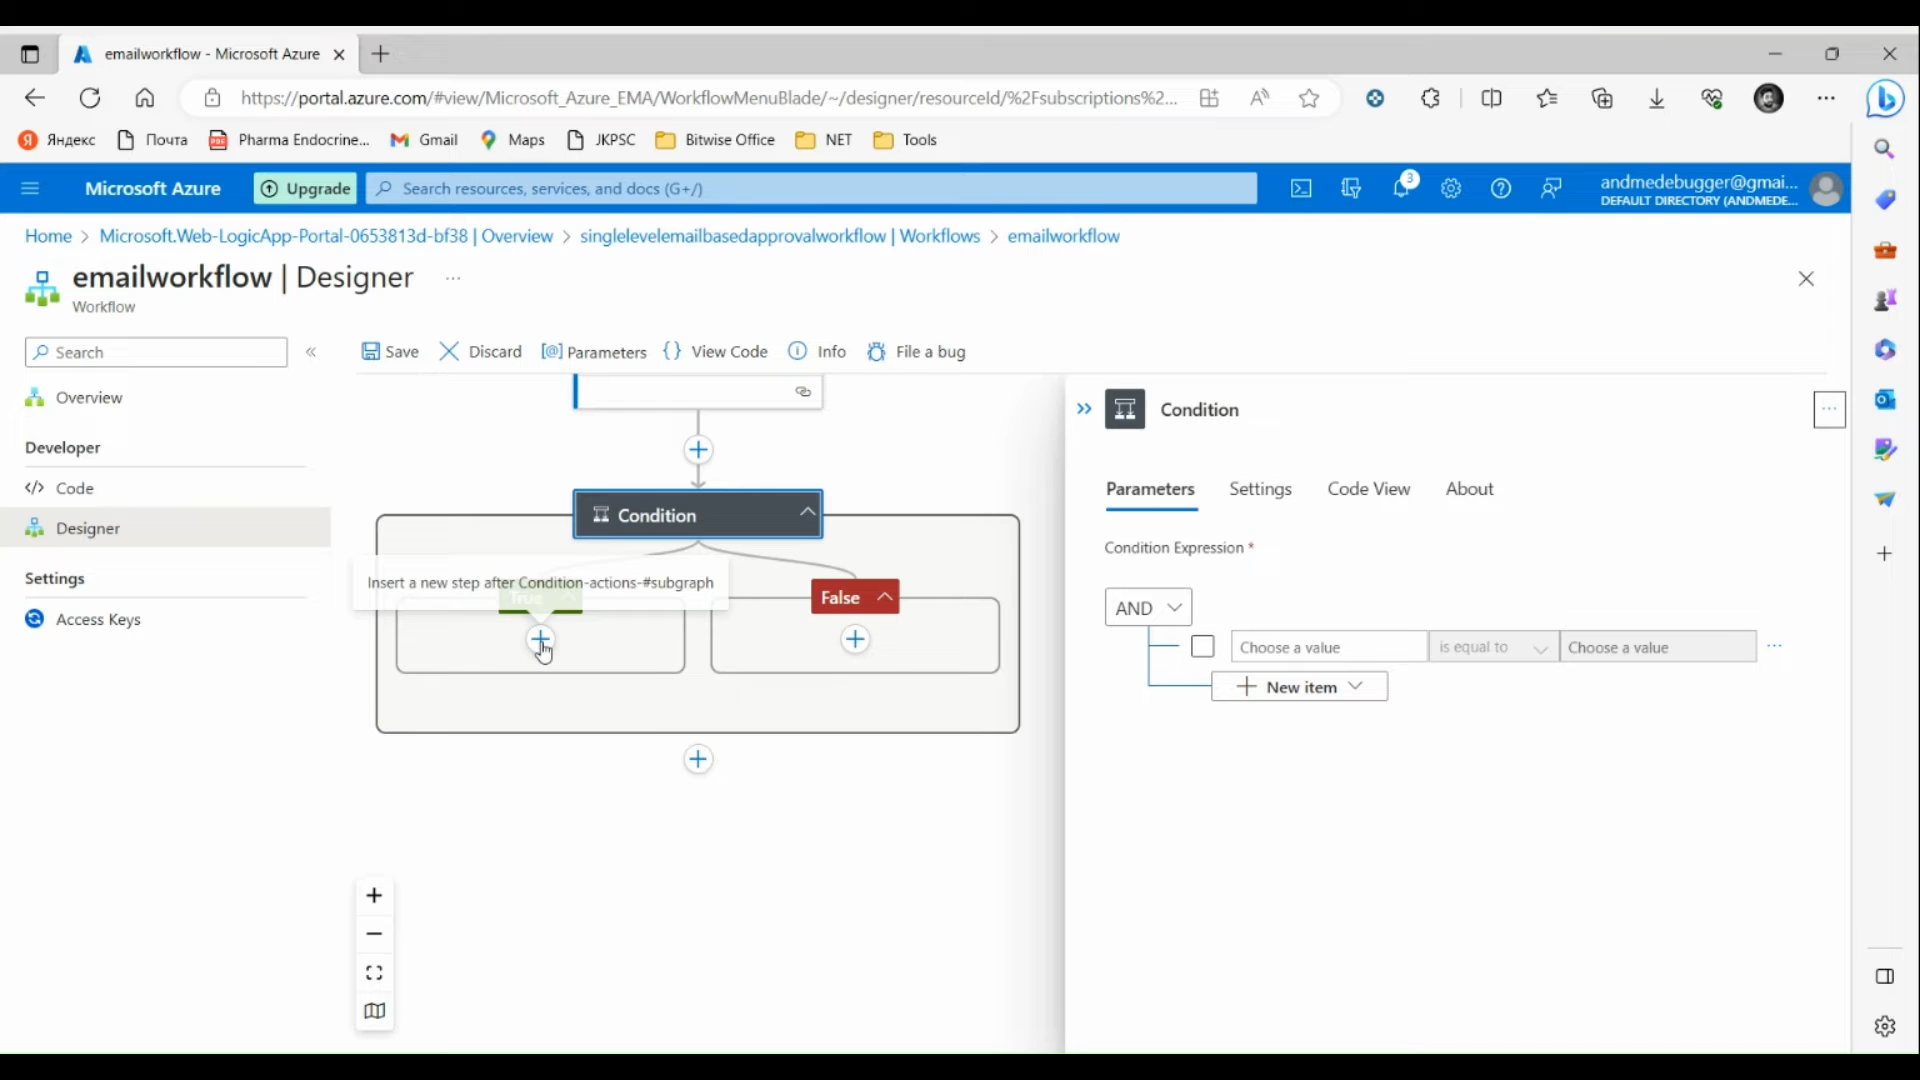 emailworkflow - Microsoft Azure
https://portal.azure.com/#view/Microsoft_Azure_EMA/WorkflowMenuBlade/~/designer/resourceId/%2Fsubscriptions%2...
Яндекс Почта Pharma Endocrine... Gmail Maps JKPSC Bitwise Office NET Tools
Microsoft Azure Upgrade Search resources, services, and docs (G+/) 3 andmedebugger@gmai...
DEFAULT DIRECTORY (ANDMEDE...
Home > Microsoft.Web-LogicApp-Portal-0653813d-bf38 | Overview > singlelevelemailbasedapprovalworkflow | Workflows > emailworkflow
emailworkflow | Designer ...
Workflow
Search
Overview
Developer
</> Code
Designer
Settings
Access Keys
Save Discard Parameters View Code Info File a bug
Condition
Insert a new step after Condition-actions-#subgraph
True
False
Condition
Parameters Settings Code View About
Condition Expression *
AND
Choose a value is equal to Choose a value ...
New item